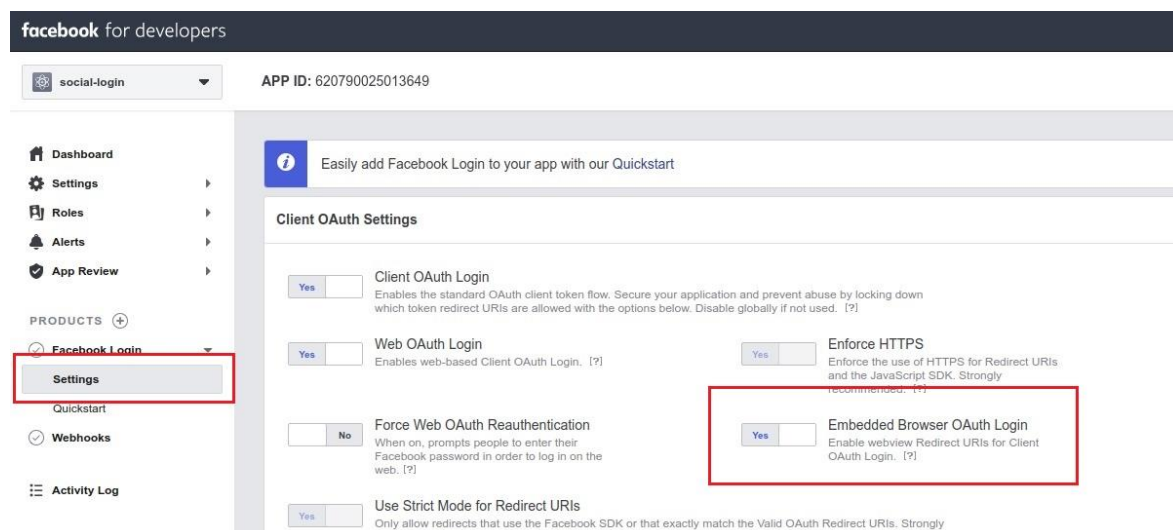 facebook for developers
social-login
APP ID: 620790025013649
Dashboard
Settings
Roles
Alerts
App Review
PRODUCTS
Facebook Login
Settings
Quickstart
Webhooks
Activity Log
Easily add Facebook Login to your app with our Quickstart
Client OAuth Settings
Yes
Client OAuth Login
Enables the standard OAuth client token flow. Secure your application and prevent abuse by locking down
which token redirect URIs are allowed with the options below. Disable globally if not used. [?]
Yes
Web OAuth Login
Enables web-based Client OAuth Login. [?]
Yes
Enforce HTTPS
Enforce the use of HTTPS for Redirect URIs
and the JavaScript SDK. Strongly
recommended. [?]
No
Force Web OAuth Reauthentication
When on, prompts people to enter their
Facebook password in order to log in on the
web. [?]
Yes
Embedded Browser OAuth Login
Enable webview Redirect URIs for Client
OAuth Login. [?]
Yes
Use Strict Mode for Redirect URIs
Only allow redirects that use the Facebook SDK or that exactly match the Valid OAuth Redirect URIs. Strongly